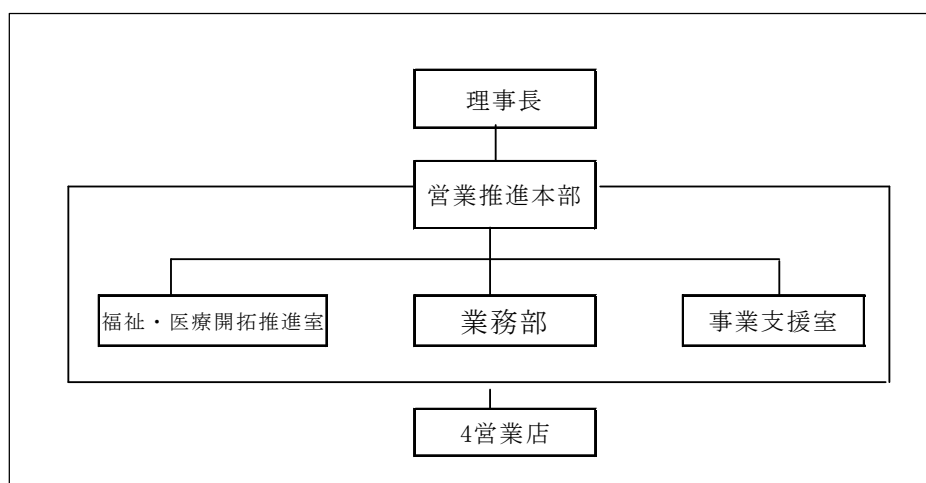 理事長
営業推進本部
福祉・医療開拓推進室
業務部
事業支援室
4営業店